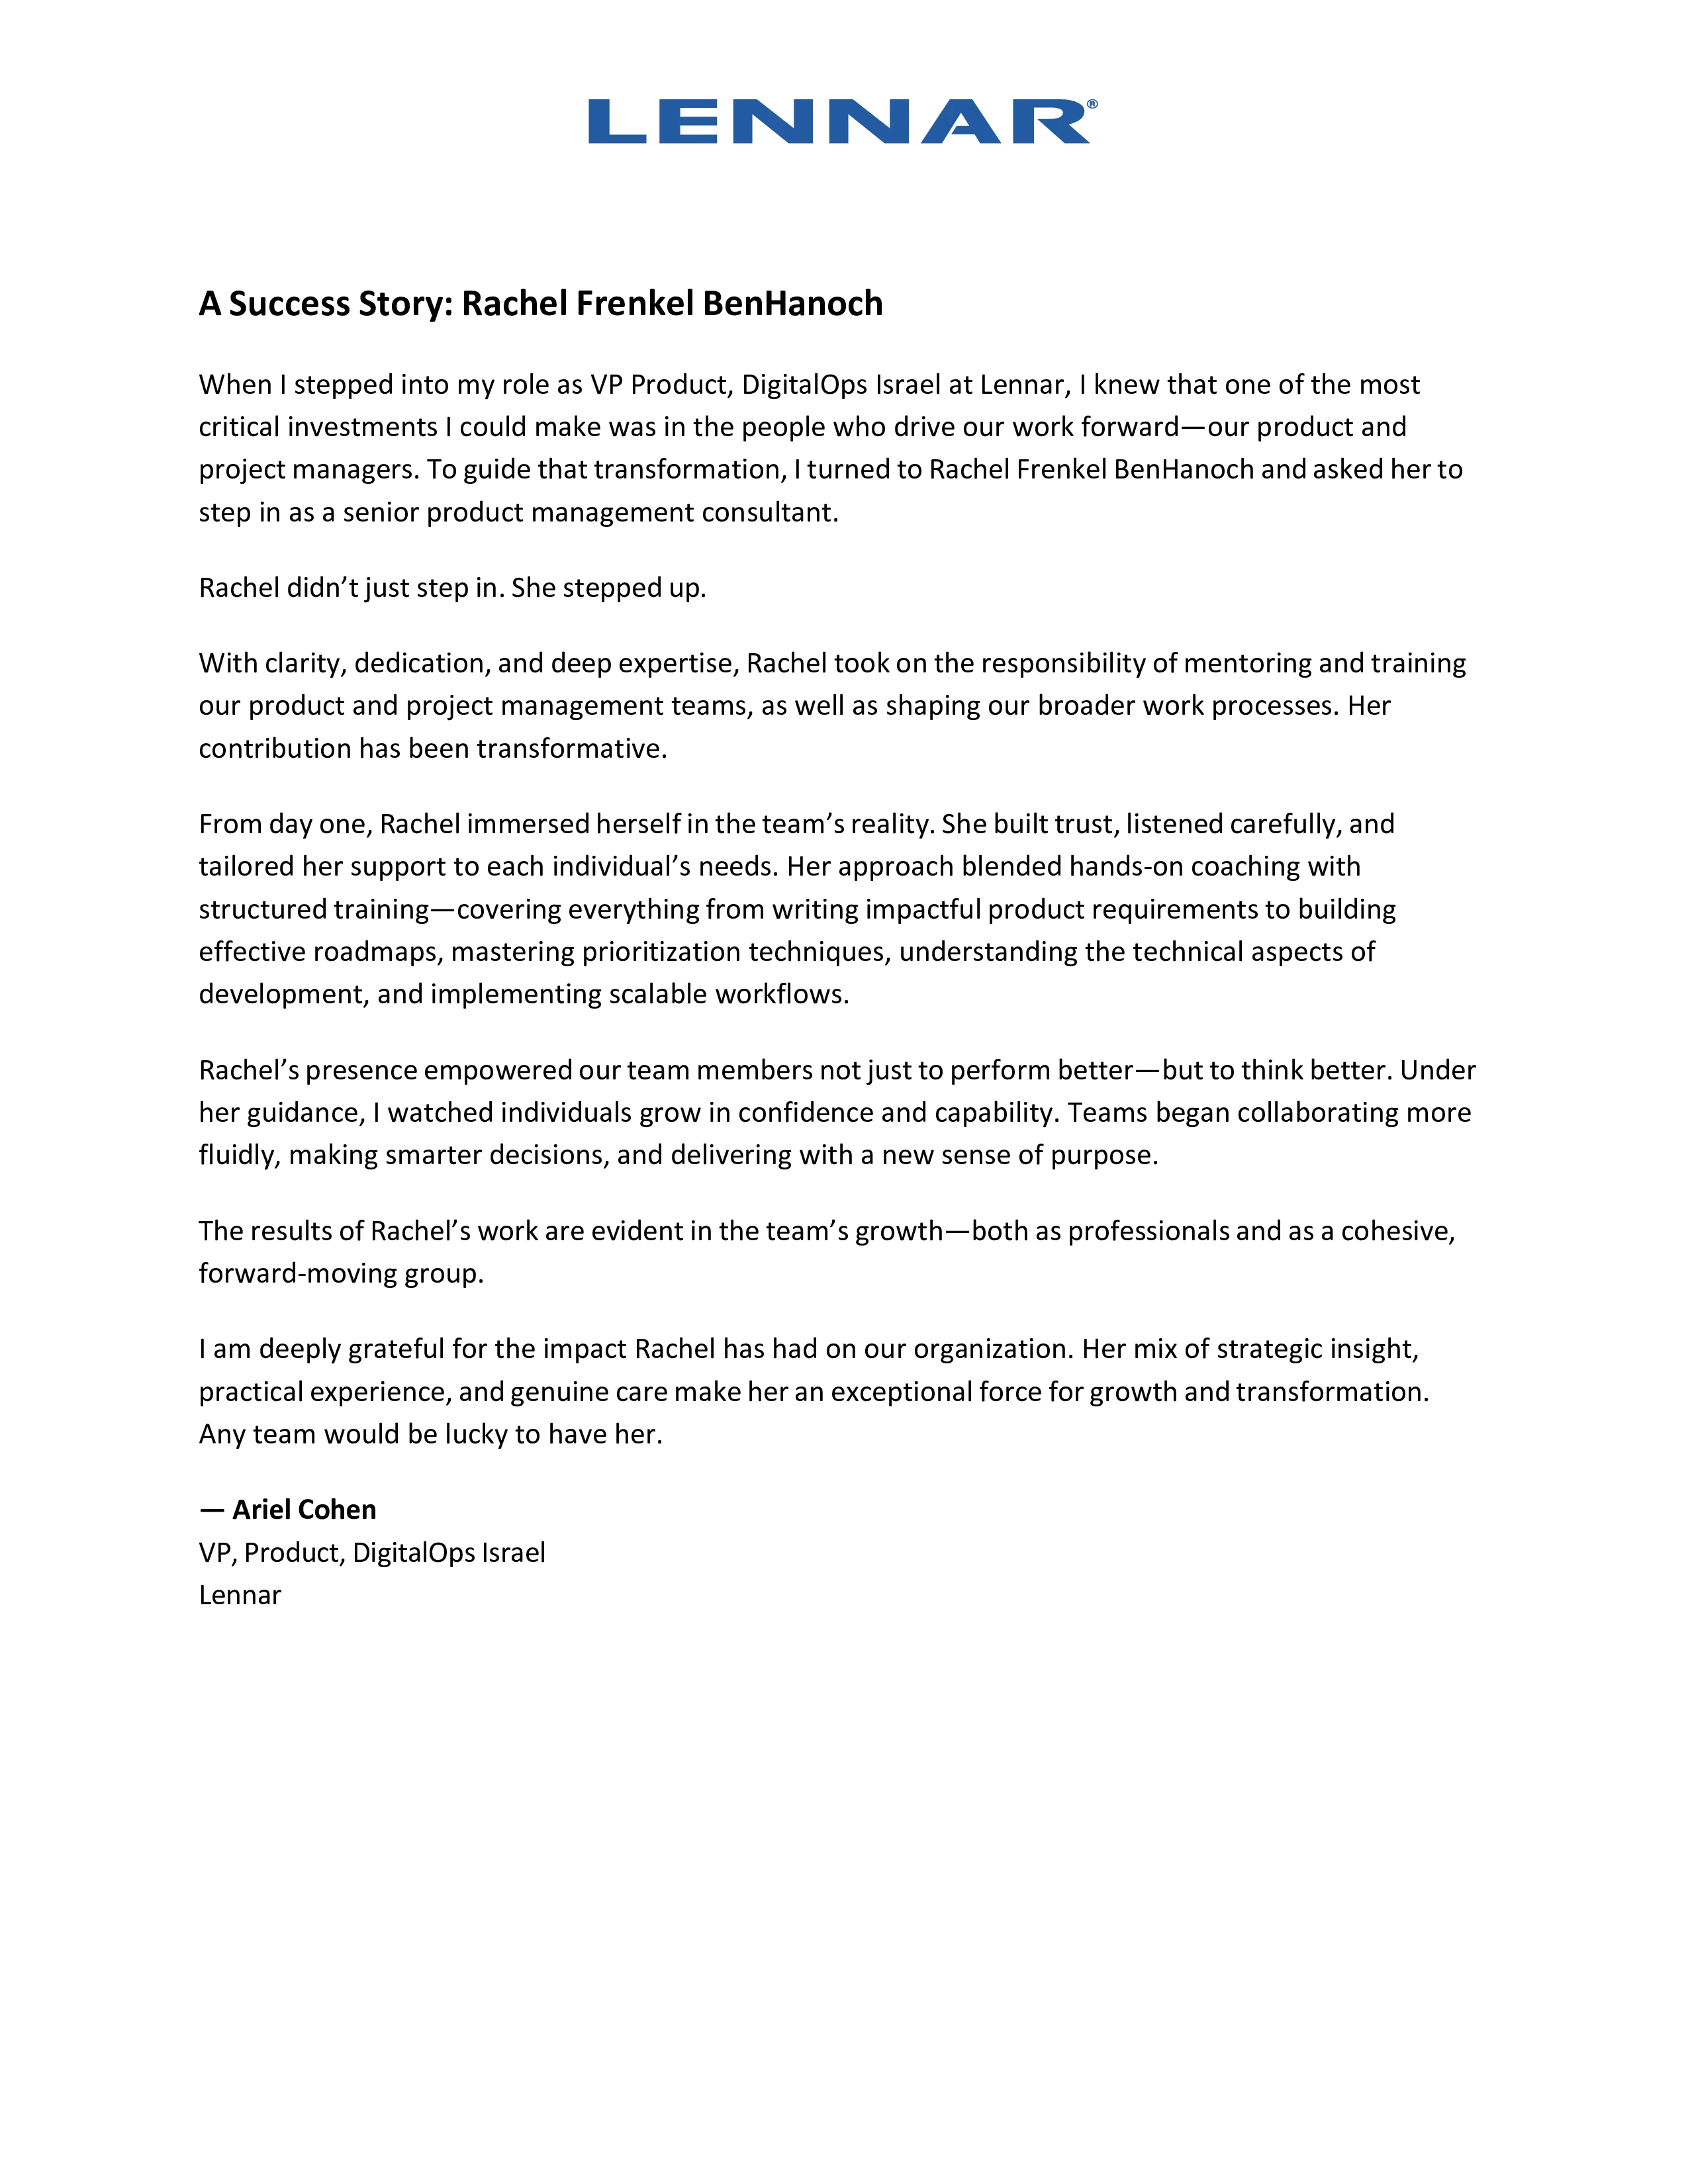 LENNAR®
A Success Story: Rachel Frenkel BenHanoch
When I stepped into my role as VP Product, DigitalOps Israel at Lennar, I knew that one of the most
critical investments I could make was in the people who drive our work forward—our product and
project managers. To guide that transformation, I turned to Rachel Frenkel BenHanoch and asked her to
step in as a senior product management consultant.
Rachel didn’t just step in. She stepped up.
With clarity, dedication, and deep expertise, Rachel took on the responsibility of mentoring and training
our product and project management teams, as well as shaping our broader work processes. Her
contribution has been transformative.
From day one, Rachel immersed herself in the team’s reality. She built trust, listened carefully, and
tailored her support to each individual’s needs. Her approach blended hands-on coaching with
structured training—covering everything from writing impactful product requirements to building
effective roadmaps, mastering prioritization techniques, understanding the technical aspects of
development, and implementing scalable workflows.
Rachel’s presence empowered our team members not just to perform better—but to think better. Under
her guidance, I watched individuals grow in confidence and capability. Teams began collaborating more
fluidly, making smarter decisions, and delivering with a new sense of purpose.
The results of Rachel’s work are evident in the team’s growth—both as professionals and as a cohesive,
forward-moving group.
I am deeply grateful for the impact Rachel has had on our organization. Her mix of strategic insight,
practical experience, and genuine care make her an exceptional force for growth and transformation.
Any team would be lucky to have her.
— Ariel Cohen
VP, Product, DigitalOps Israel
Lennar